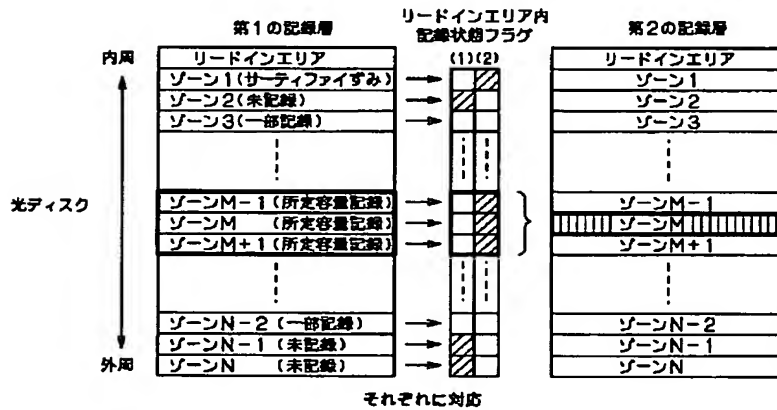 第1の記録層
リードインエリア内
記録状態フラグ
第2の記録層
内周
リードインエリア
(1)(2)
リードインエリア
ゾーン1(サーティファイずみ)
ゾーン1
ゾーン2(未記録)
ゾーン2
ゾーン3(一部記録)
ゾーン3
光ディスク
ゾーンM-1(所定容量記録)
ゾーンM-1
ゾーンM (所定容量記録)
ゾーンM
ゾーンM+1(所定容量記録)
ゾーンM+1
ゾーンN-2(一部記録)
ゾーンN-2
ゾーンN-1(未記録)
ゾーンN-1
外周
ゾーンN (未記録)
ゾーンN
それぞれに対応